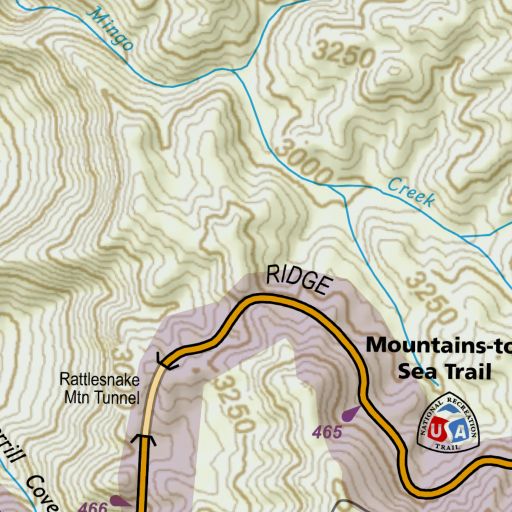 Mingo
3250
3000
Creek
3250
RIDGE
Mountains-to
Sea Trail
Rattlesnake
Mtn Tunnel
3250
NATIONAL RECREATION
USA
TRAIL
465
Cove
466